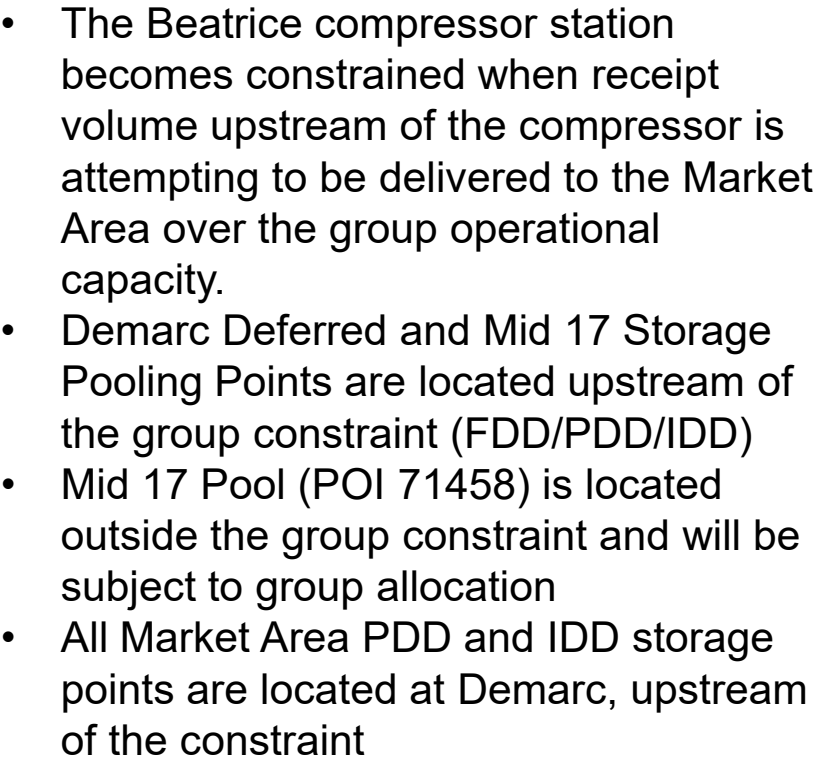 • The Beatrice compressor station
becomes constrained when receipt
volume upstream of the compressor is
attempting to be delivered to the Market
Area over the group operational
capacity.
• Demarc Deferred and Mid 17 Storage
Pooling Points are located upstream of
the group constraint (FDD/PDD/IDD)
• Mid 17 Pool (POI 71458) is located
outside the group constraint and will be
subject to group allocation
• All Market Area PDD and IDD storage
points are located at Demarc, upstream
of the constraint